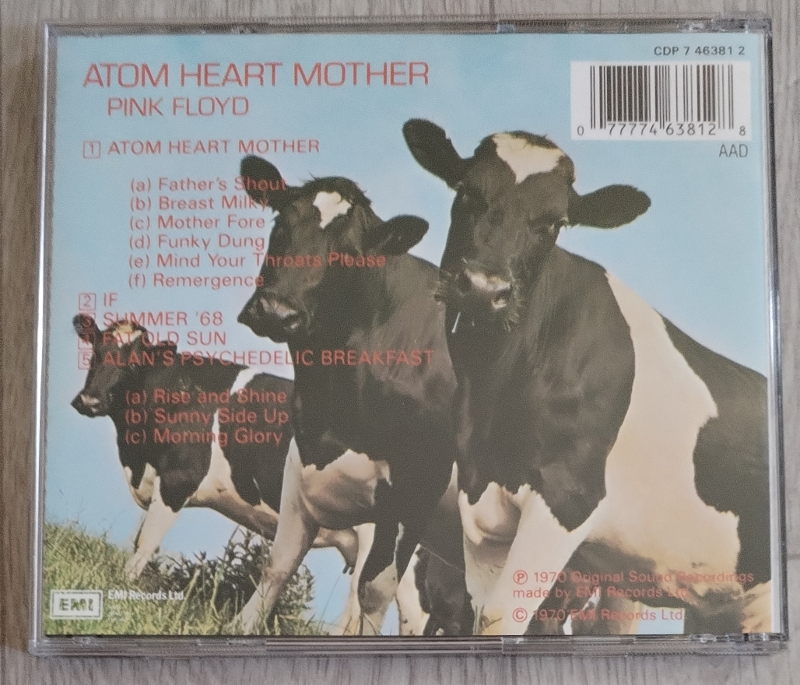 CDP 7 46381 2
ATOM HEART MOTHER
PINK FLOYD
0 77774 63812 8
AAD
1 ATOM HEART MOTHER
(a) Father's Shout
(b) Breast Milky
(c) Mother Fore
(d) Funky Dung
(e) Mind Your Throats Please
(f) Remergence
2 IF
3 SUMMER '68
4 FAT OLD SUN
5 ALAN'S PSYCHEDELIC BREAKFAST
(a) Rise and Shine
(b) Sunny Side Up
(c) Morning Glory
℗ 1970 Original Sound Recordings
made by EMI Records Ltd.
© 1970 EMI Records Ltd.
EMI
EMI Records Ltd.